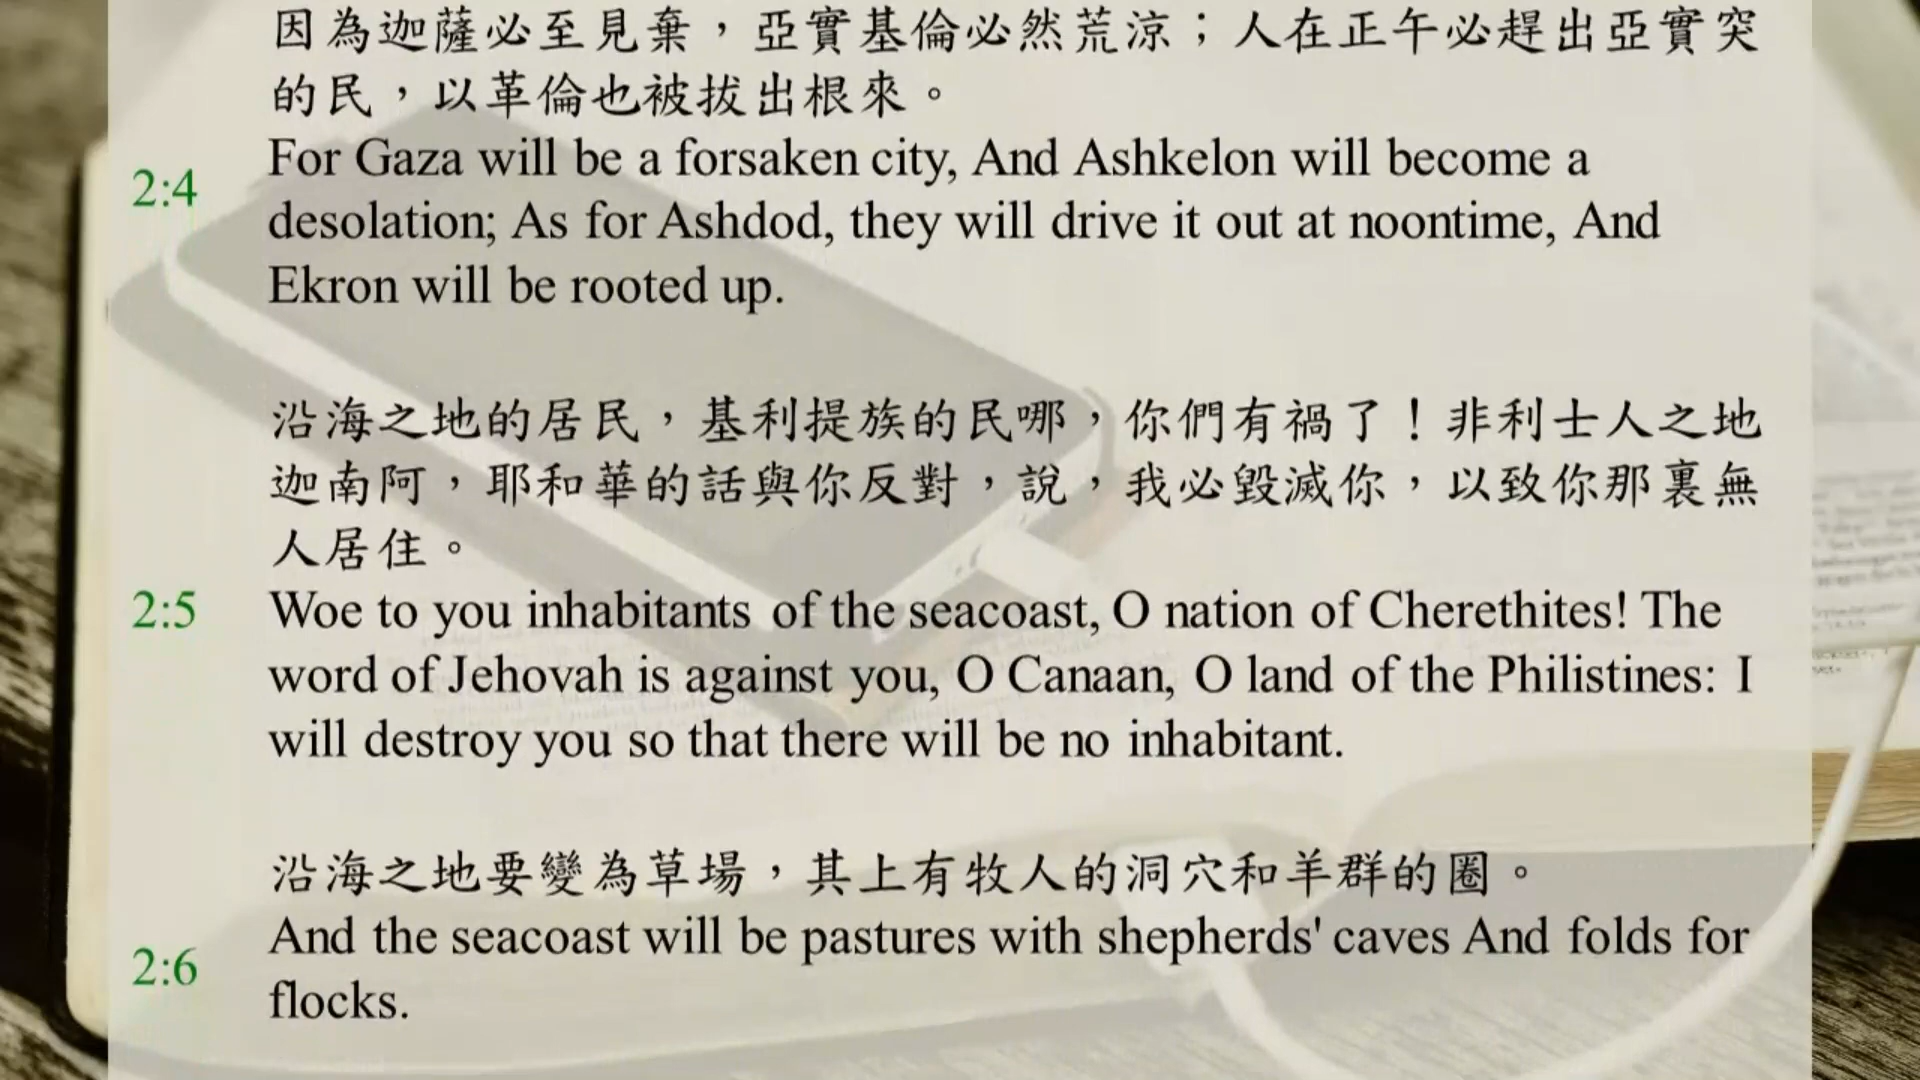 因為迦薩必至見棄，亞實基倫必然荒涼；人在正午必趕出亞實突
的民，以革倫也被拔出根來。
2:4
For Gaza will be a forsaken city, And Ashkelon will become a
desolation; As for Ashdod, they will drive it out at noontime, And
Ekron will be rooted up.
沿海之地的居民，基利提族的民哪，你們有禍了！非利士人之地
迦南阿，耶和華的話與你反對，說，我必毀滅你，以致你那裏無
人居住。
2:5
Woe to you inhabitants of the seacoast, O nation of Cherethites! The
word of Jehovah is against you, O Canaan, O land of the Philistines: I
will destroy you so that there will be no inhabitant.
沿海之地要變為草場，其上有牧人的洞穴和羊群的圈。
2:6
And the seacoast will be pastures with shepherds' caves And folds for
flocks.